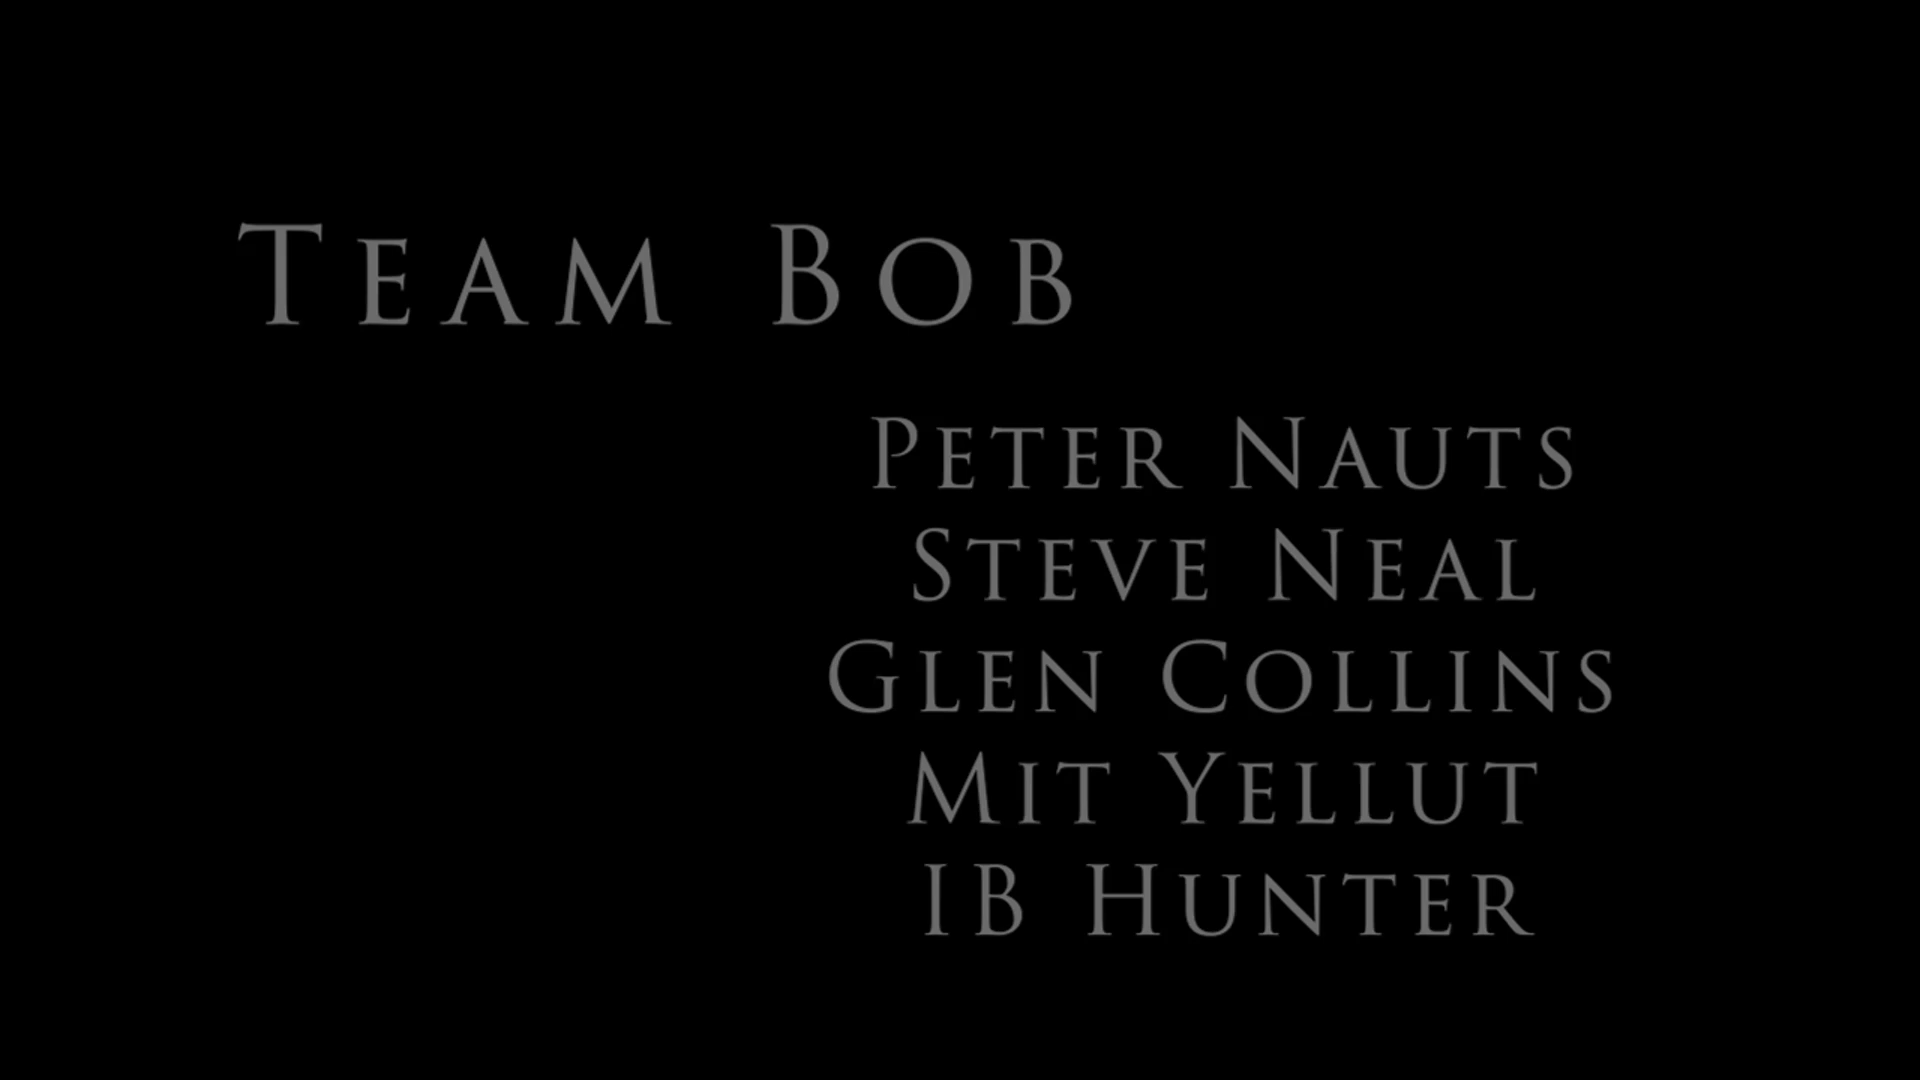 Team Bob
Peter Nauts
Steve Neal
Glen Collins
Mit Yellut
IB Hunter